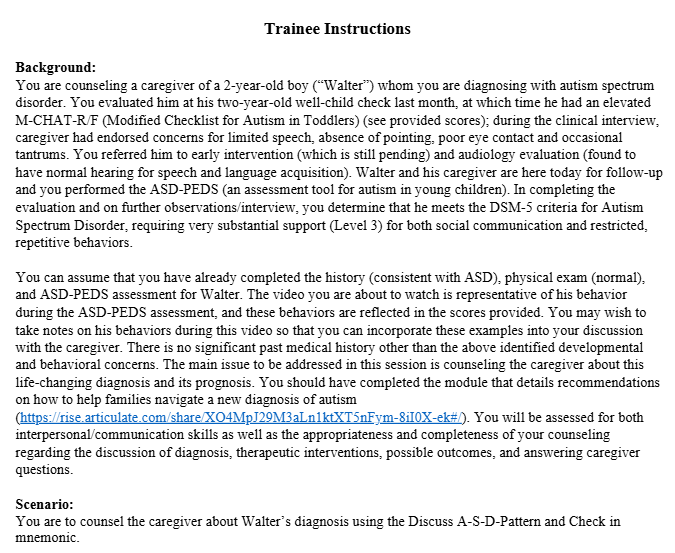 Trainee Instructions
Background:
You are counseling a caregiver of a 2-year-old boy (“Walter”) whom you are diagnosing with autism spectrum
disorder. You evaluated him at his two-year-old well-child check last month, at which time he had an elevated
M-CHAT-R/F (Modified Checklist for Autism in Toddlers) (see provided scores); during the clinical interview,
caregiver had endorsed concerns for limited speech, absence of pointing, poor eye contact and occasional
tantrums. You referred him to early intervention (which is still pending) and audiology evaluation (found to
have normal hearing for speech and language acquisition). Walter and his caregiver are here today for follow-up
and you performed the ASD-PEDS (an assessment tool for autism in young children). In completing the
evaluation and on further observations/interview, you determine that he meets the DSM-5 criteria for Autism
Spectrum Disorder, requiring very substantial support (Level 3) for both social communication and restricted,
repetitive behaviors.
You can assume that you have already completed the history (consistent with ASD), physical exam (normal),
and ASD-PEDS assessment for Walter. The video you are about to watch is representative of his behavior
during the ASD-PEDS assessment, and these behaviors are reflected in the scores provided. You may wish to
take notes on his behaviors during this video so that you can incorporate these examples into your discussion
with the caregiver. There is no significant past medical history other than the above identified developmental
and behavioral concerns. The main issue to be addressed in this session is counseling the caregiver about this
life-changing diagnosis and its prognosis. You should have completed the module that details recommendations
on how to help families navigate a new diagnosis of autism
(https://rise.articulate.com/share/XO4MpJ29M3aLn1ktXT5nFym-8iI0X-ek#/). You will be assessed for both
interpersonal/communication skills as well as the appropriateness and completeness of your counseling
regarding the discussion of diagnosis, therapeutic interventions, possible outcomes, and answering caregiver
questions.
Scenario:
You are to counsel the caregiver about Walter’s diagnosis using the Discuss A-S-D-Pattern and Check in
mnemonic.